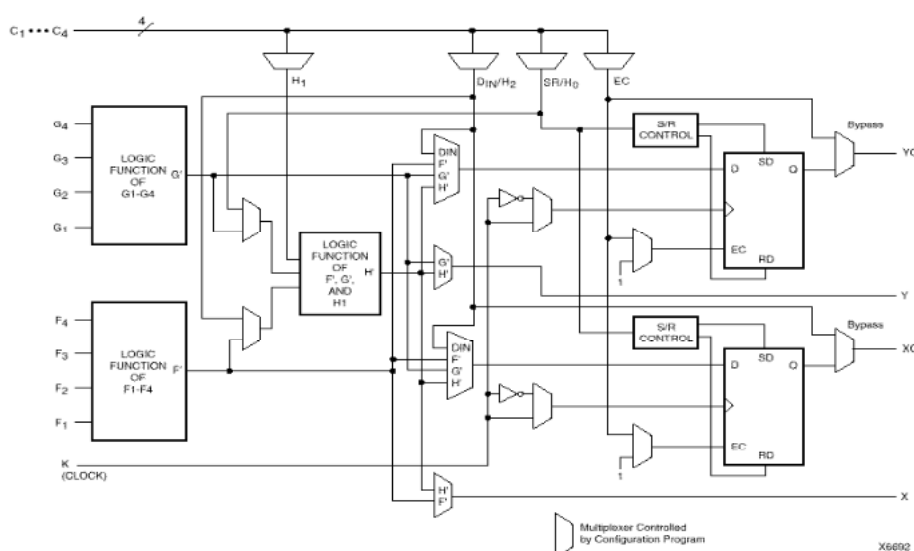 C1 ••• C4
4
H1
DIN/H2
SR/H0
EC
G4
G3
G2
G1
LOGIC
FUNCTION
OF
G1-G4
G'
DIN
F'
G'
H'
S/R
CONTROL
Bypass
D
SD
Q
EC
RD
1
LOGIC
FUNCTION
OF
F', G',
AND
H1
H'
G'
H'
Y
F4
F3
F2
F1
LOGIC
FUNCTION
OF
F1-F4
F'
DIN
F'
G'
H'
S/R
CONTROL
Bypass
D
SD
Q
EC
RD
1
K
(CLOCK)
H'
F'
X
Multiplexer Controlled
by Configuration Program
X6692